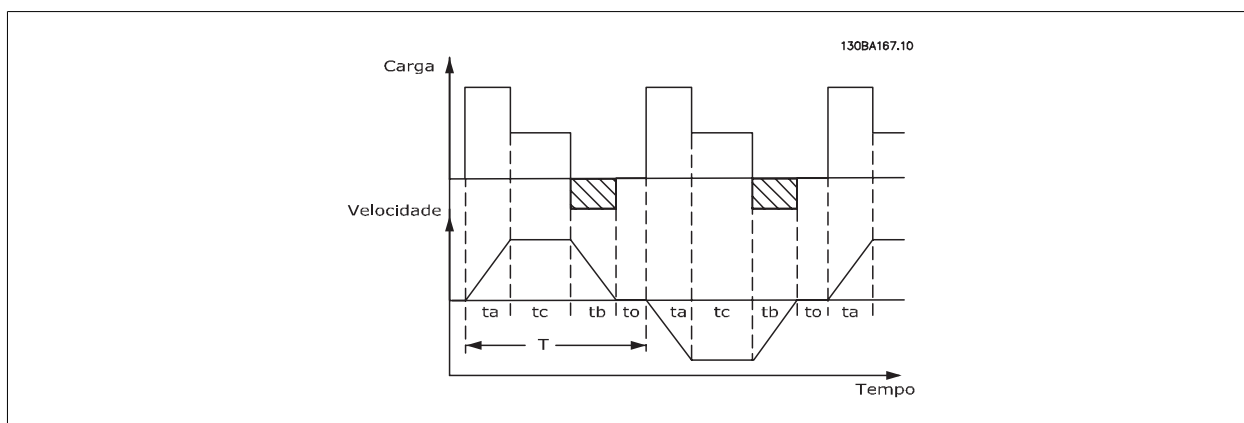 130BA167.10
Carga
Velocidade
ta tc tb to ta tc tb to ta
T
Tempo